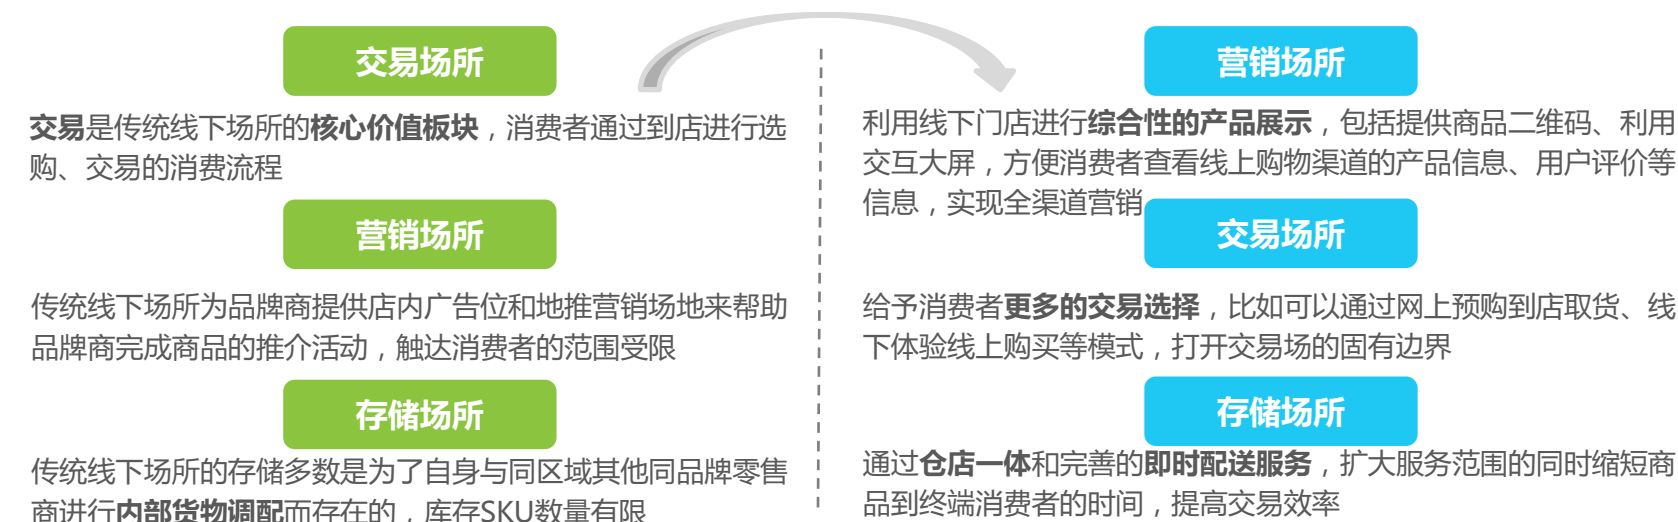 交易场所
交易是传统线下场所的核心价值板块，消费者通过到店进行选
购、交易的消费流程
营销场所
传统线下场所为品牌商提供店内广告位和地推营销场地来帮助
品牌商完成商品的推介活动，触达消费者的范围受限
存储场所
传统线下场所的存储多数是为了自身与同区域其他同品牌零售
商进行内部货物调配而存在的，库存SKU数量有限
营销场所
利用线下门店进行综合性的产品展示，包括提供商品二维码、利用
交互大屏，方便消费者查看线上购物渠道的产品信息、用户评价等
信息，实现全渠道营销
交易场所
给予消费者更多的交易选择，比如可以通过网上预购到店取货、线
下体验线上购买等模式，打开交易场的固有边界
存储场所
通过仓店一体和完善的即时配送服务，扩大服务范围的同时缩短商
品到终端消费者的时间，提高交易效率